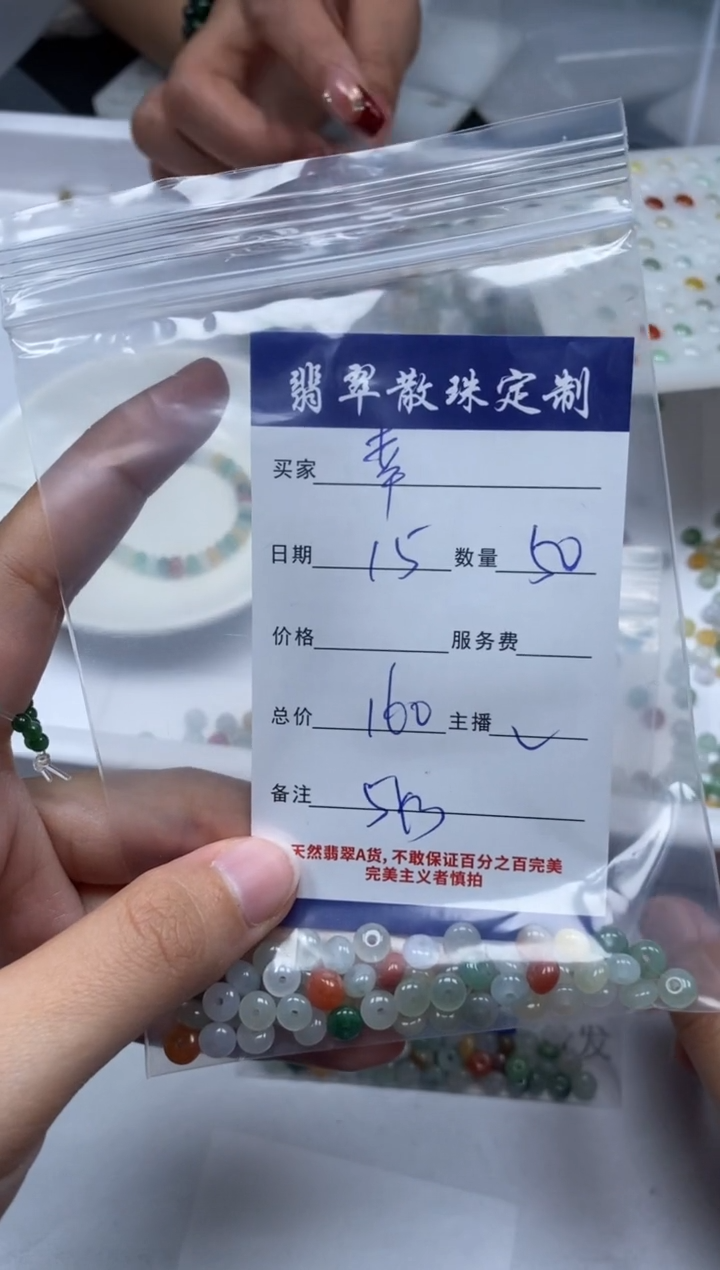 翡翠散珠定制
买家
日期 15 数量 50
价格 服务费
总价 160 主播
备注
天然翡翠A货,不敢保证百分之百完美
完美主义者慎拍
发